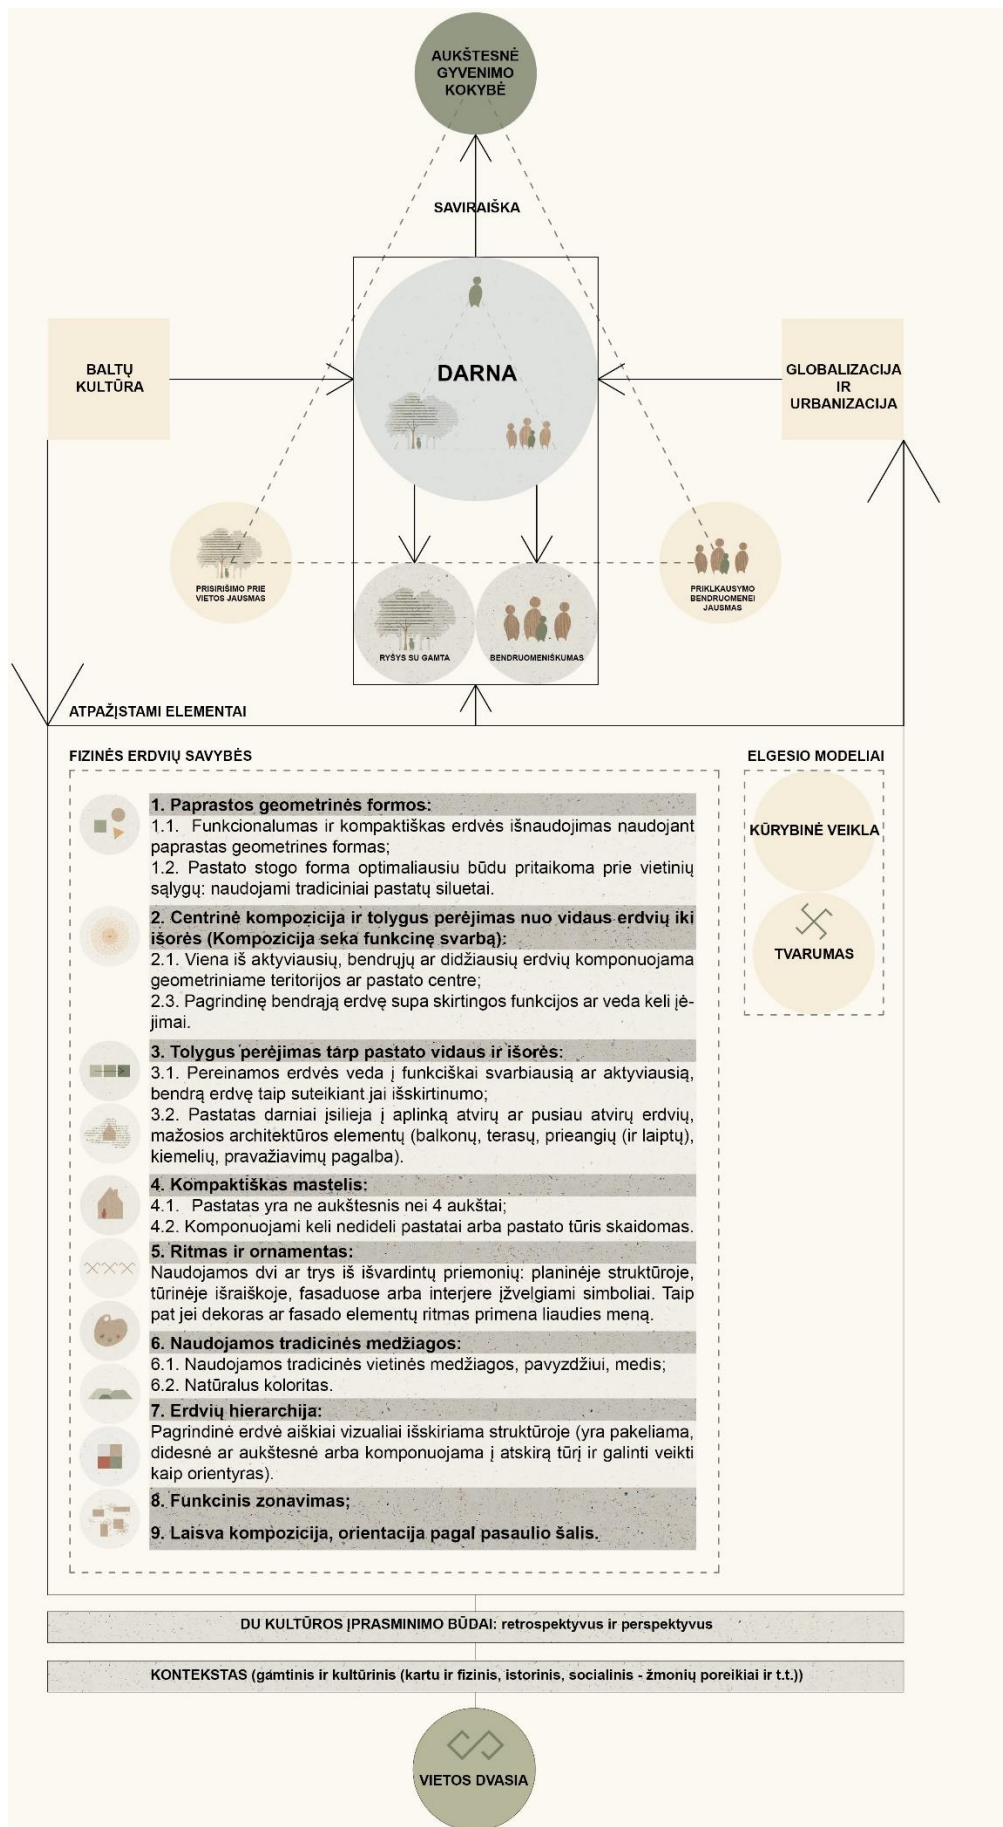 AUKŠTESNĖ
GYVENIMO
KOKYBĖ
SAVIRAIŠKA
BALTŲ
KULTŪRA
DARNA
GLOBALIZACIJA
IR
URBANIZACIJA
PRISIRIŠIMO PRIE
VIETOS JAUSMAS
PRIKLKAUSYMO
BENDRUOMENEI
JAUSMAS
RYŠYS SU GAMTA
BENDRUOMENIŠKUMAS
ATPAŽĮSTAMI ELEMENTAI
FIZINĖS ERDVIŲ SAVYBĖS
1. Paprastos geometrinės formos:
1.1. Funkcionalumas ir kompaktiškas erdvės išnaudojimas naudojant
paprastas geometrines formas;
1.2. Pastato stogo forma optimaliausiu būdu pritaikoma prie vietinių
sąlygų: naudojami tradiciniai pastatų siluetai.
2. Centrinė kompozicija ir tolygus perėjimas nuo vidaus erdvių iki
išorės (Kompozicija seka funkcinę svarbą):
2.1. Viena iš aktyviausių, bendrųjų ar didžiausių erdvių komponuojama
geometriniame teritorijos ar pastato centre;
2.3. Pagrindinę bendrąją erdvę supa skirtingos funkcijos ar veda keli įė-
jimai.
3. Tolygus perėjimas tarp pastato vidaus ir išorės:
3.1. Pereinamos erdvės veda į funkciškai svarbiausią ar aktyviausią,
bendrą erdvę taip suteikiant jai išskirtinumo;
3.2. Pastatas darniai įsilieja į aplinką atvirų ar pusiau atvirų erdvių,
mažosios architektūros elementų (balkonų, terasų, prieangių (ir laiptų),
kiemelių, pravažiavimų pagalba).
4. Kompaktiškas mastelis:
4.1. Pastatas yra ne aukštesnis nei 4 aukštai;
4.2. Komponuojami keli nedideli pastatai arba pastato tūris skaidomas.
5. Ritmas ir ornamentas:
Naudojamos dvi ar trys iš išvardintų priemonių: planinėje struktūroje,
tūrinėje išraiškoje, fasaduose arba interjere įžvelgiami simboliai. Taip
pat jei dekoras ar fasado elementų ritmas primena liaudies meną.
6. Naudojamos tradicinės medžiagos:
6.1. Naudojamos tradicinės vietinės medžiagos, pavyzdžiui, medis;
6.2. Natūralus koloritas.
7. Erdvių hierarchija:
Pagrindinė erdvė aiškiai vizualiai išskiriama struktūroje (yra pakeliama,
didesnė ar aukštesnė arba komponuojama į atskirą tūrį ir galinti veikti
kaip orientyras).
8. Funkcinis zonavimas;
9. Laisva kompozicija, orientacija pagal pasaulio šalis.
ELGESIO MODELIAI
KŪRYBINĖ VEIKLA
TVARUMAS
DU KULTŪROS ĮPRASMINIMO BŪDAI: retrospektyvus ir perspektyvus
KONTEKSTAS (gamtinis ir kultūrinis (kartu ir fizinis, istorinis, socialinis - žmonių poreikiai ir t.t.))
VIETOS DVASIA